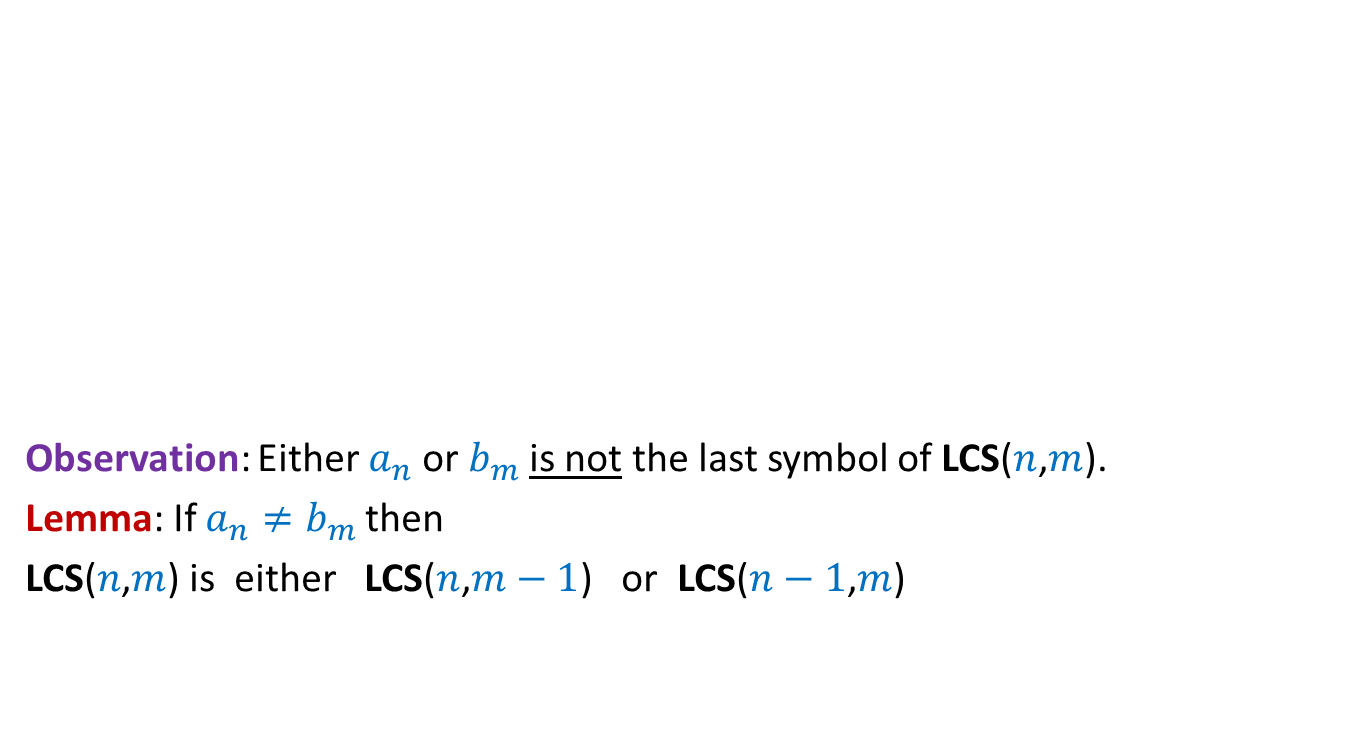 Observation: Either aₙ or bₘ is not the last symbol of LCS(n,m).
Lemma: If aₙ ≠ bₘ then
LCS(n,m) is either LCS(n,m − 1) or LCS(n − 1,m)